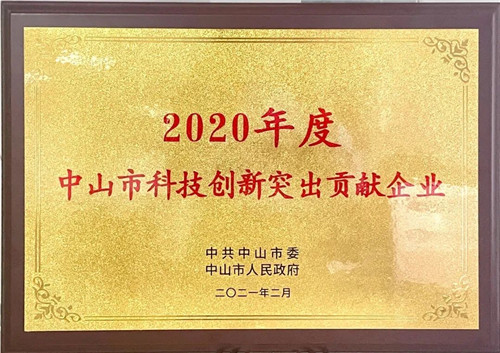 2020年度
中山市科技创新突出贡献企业
中共中山市委
中山市人民政府
二〇二一年二月